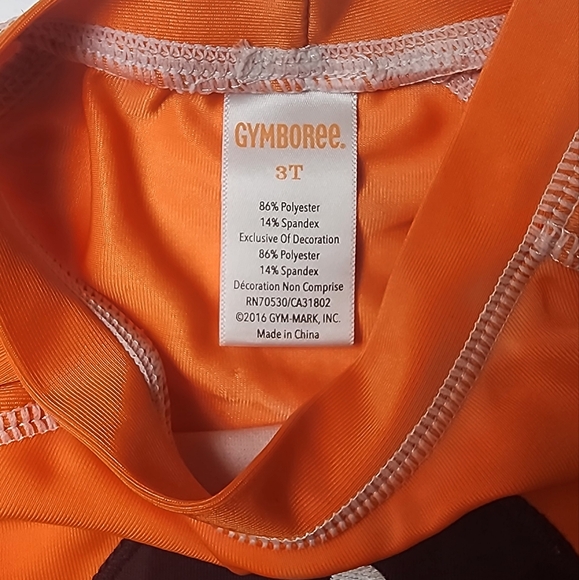 GYMBOREE.
3T
86% Polyester
14% Spandex
Exclusive Of Decoration
86% Polyester
14% Spandex
Décoration Non Comprise
RN70530/CA31802
©2016 GYM-MARK, INC.
Made in China